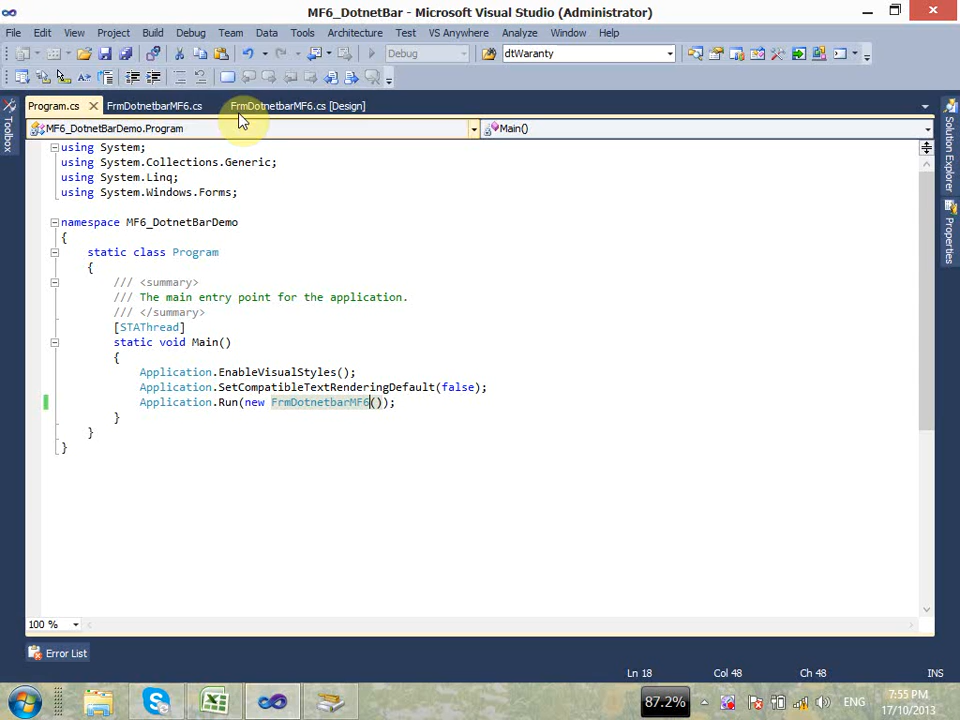 MF6_DotnetBar - Microsoft Visual Studio (Administrator)
File Edit View Project Build Debug Team Data Tools Architecture Test VS Anywhere Analyze Window Help
Debug dtWaranty
Program.cs FrmDotnetbarMF6.cs FrmDotnetbarMF6.cs [Design]
MF6_DotnetBarDemo.Program Main()
Toolbox
Solution Explorer
Properties
using System;
using System.Collections.Generic;
using System.Linq;
using System.Windows.Forms;
namespace MF6_DotnetBarDemo
{
static class Program
{
/// <summary>
/// The main entry point for the application.
/// </summary>
[STAThread]
static void Main()
{
Application.EnableVisualStyles();
Application.SetCompatibleTextRenderingDefault(false);
Application.Run(new FrmDotnetbarMF6());
}
}
}
100 %
Error List
Ln 18 Col 48 Ch 48 INS
87.2% ENG 7:55 PM
17/10/2013